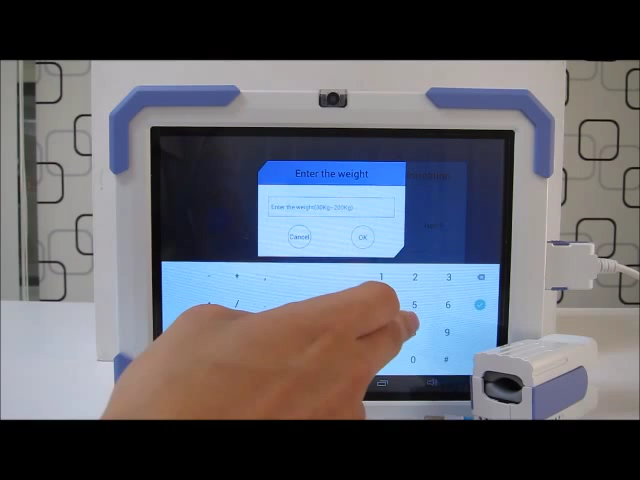 Enter the weight
Enter the weight(30Kg~200Kg)
Cancel
OK
- + .
1 2 3
/
5 6
9
0 #